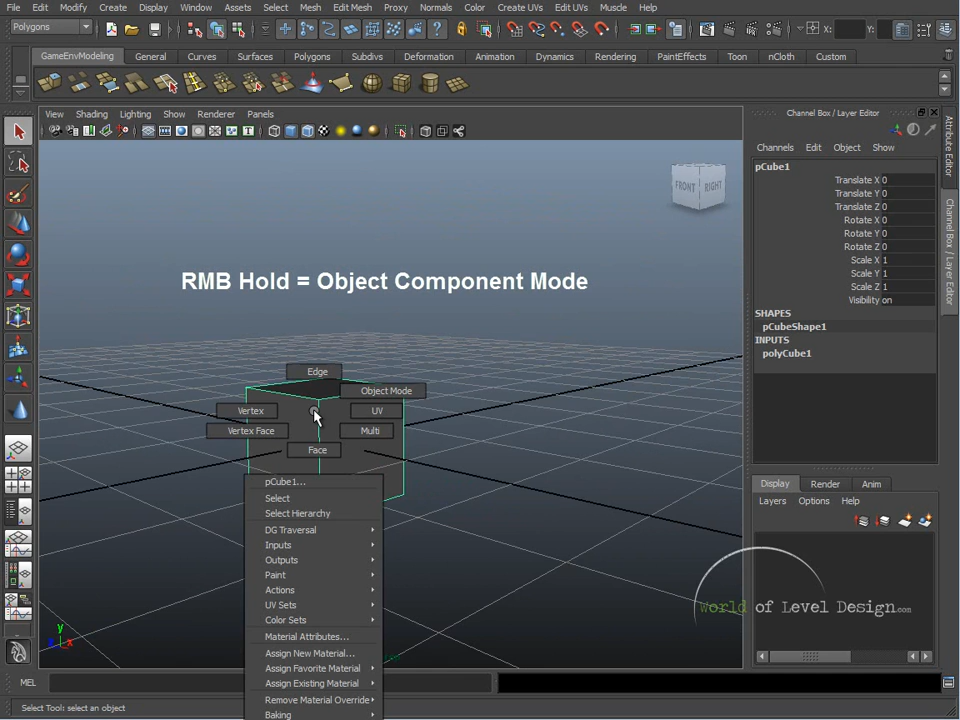 File Edit Modify Create Display Window Assets Select Mesh Edit Mesh Proxy Normals Color Create UVs Edit UVs Muscle Help
Polygons X: Y:
GameEnvModeling General Curves Surfaces Polygons Subdivs Deformation Animation Dynamics Rendering PaintEffects Toon nCloth Custom
View Shading Lighting Show Renderer Panels
Channel Box / Layer Editor
Channels Edit Object Show
Attribute Editor
Channel Box / Layer Editor
pCube1
Translate X 0
Translate Y 0
Translate Z 0
Rotate X 0
Rotate Y 0
Rotate Z 0
Scale X 1
Scale Y 1
Scale Z 1
Visibility on
SHAPES
pCubeShape1
INPUTS
polyCube1
FRONT RIGHT
RMB Hold = Object Component Mode
Edge
Object Mode
Vertex UV
Vertex Face Multi
Face
pCube1...
Select
Select Hierarchy
DG Traversal
Inputs
Outputs
Paint
Actions
UV Sets
Color Sets
Material Attributes...
Assign New Material...
Assign Favorite Material
Assign Existing Material
Remove Material Override
Baking
Display Render Anim
Layers Options Help
world of Level Design.com
y
z x
MEL
Select Tool: select an object